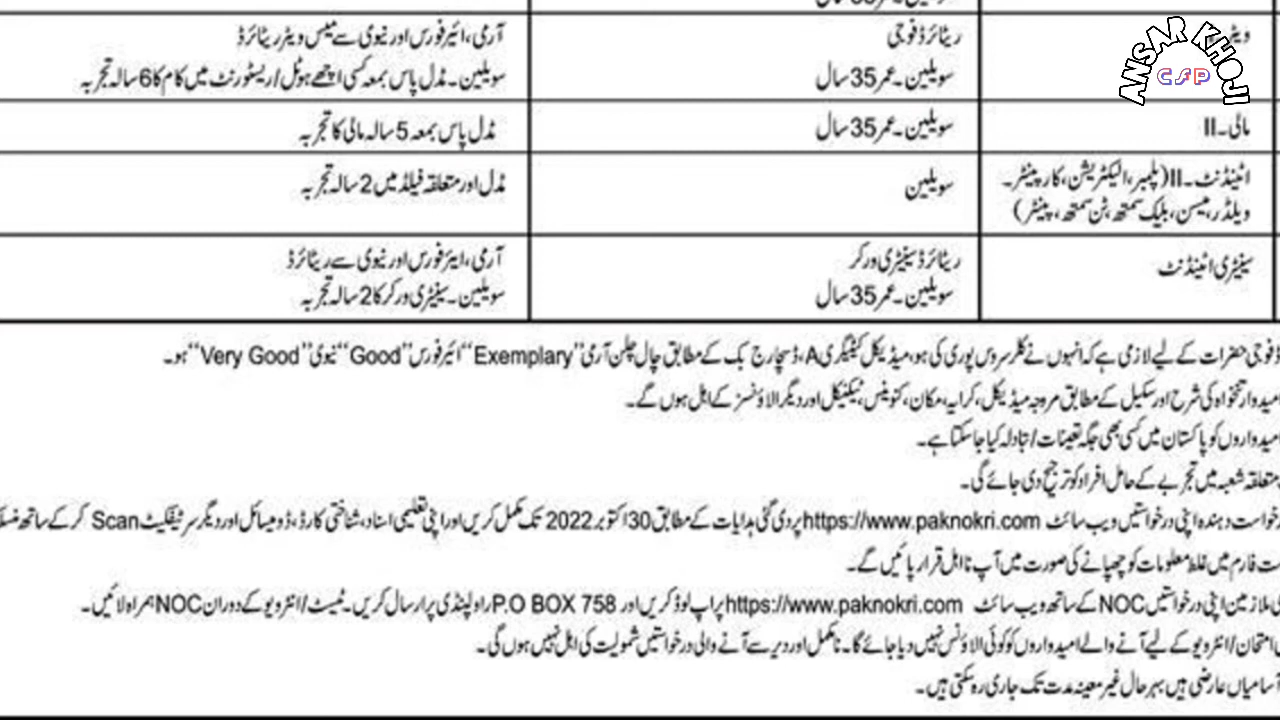 ریٹائرڈ فوجی
آرمی، ائیرفورس اور نیوی سے میس ویٹر ریٹائرڈ
سویلین۔ عمر 35 سال
سویلین۔ مڈل پاس بمعہ کسی اچھے ہوٹل/ریسٹورنٹ میں کام کا 6 سالہ تجربہ
ANSAR KHOJI
CSP
مالی۔II
سویلین۔ عمر 35 سال
مڈل پاس بمعہ 5 سالہ مالی کا تجربہ
اٹینڈنٹ۔II(پلمبر، الیکٹریشن، کارپینٹر۔
ویلڈر، میسن، بلیک سمتھ، ٹن سمتھ، پینٹر)
سویلین
مڈل اور متعلقہ فیلڈ میں 2 سالہ تجربہ
سینیٹری اٹینڈنٹ
ریٹائرڈ سینیٹری ورکر
آرمی، ایئرفورس اور نیوی سے ریٹائرڈ
سویلین۔ عمر 35 سال
سویلین۔ سینیٹری ورکر کا 2 سالہ تجربہ
فوجی حضرات کے لیے لازمی ہے کہ انہوں نے کلر سروس پوری کی ہو، میڈیکل کیٹیگری A، ڈسچارج بک کے مطابق چال چلن آرمی "Exemplary" ائیرفورس "Good" نیوی "Very Good" ہو۔
امیدوار تنخواہ کی شرح اور سکیل کے مطابق مروجہ میڈیکل، کرایہ، مکان، کنوینس، ٹیکنیکل اور دیگر الاؤنسز کے اہل ہوں گے۔
امیدواروں کو پاکستان میں کسی بھی جگہ تعینات/تبادلہ کیا جا سکتا ہے۔
متعلقہ شعبہ میں تجربے کے حامل افراد کو ترجیح دی جائے گی۔
دہندہ اپنی درخواستیں ویب سائٹ https://www.paknokri.com پر دی گئی ہدایات کے مطابق 30 اکتوبر 2022 تک مکمل کریں اور اپنی تعلیمی اسناد، شناختی کارڈ، ڈومیسائل اور دیگر سرٹیفکیٹ Scan کر کے ساتھ
فارم میں غلط معلومات کو چھپانے کی صورت میں آپ نااہل قرار پائیں گے۔
ملازمین اپنی درخواستیں NOC کے ساتھ ویب سائٹ https://www.paknokri.com پر اپ لوڈ کریں اور P.O BOX 758 راولپنڈی پر ارسال کریں۔ ٹیسٹ/انٹرویو کے دوران NOC ہمراہ لائیں۔
امتحان/انٹرویو کے لیے آنے والے امیدواروں کو کوئی الاؤنس نہیں دیا جائے گا۔ نامکمل اور دیر سے آنے والی درخواستیں شمولیت کی اہل نہیں ہوں گی۔
آسامیاں عارضی ہیں بہرحال غیر معینہ مدت تک جاری رہ سکتی ہیں۔